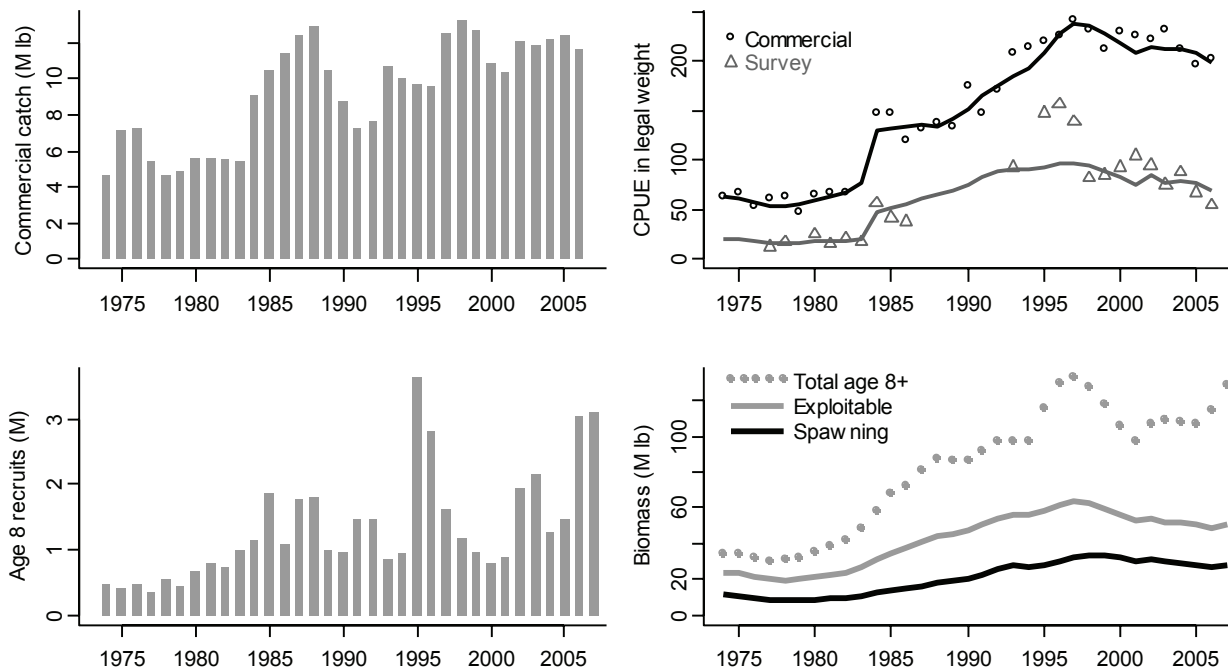 Commercial catch (M lb)
0 2 4 6 8 10
1975 1980 1985 1990 1995 2000 2005
CPUE in legal weight
0 50 100 200
Commercial
Survey
1975 1980 1985 1990 1995 2000 2005
Age 8 recruits (M)
0 1 2 3
1975 1980 1985 1990 1995 2000 2005
Biomass (M lb)
0 20 60 100
Total age 8+
Exploitable
Spawning
1975 1980 1985 1990 1995 2000 2005